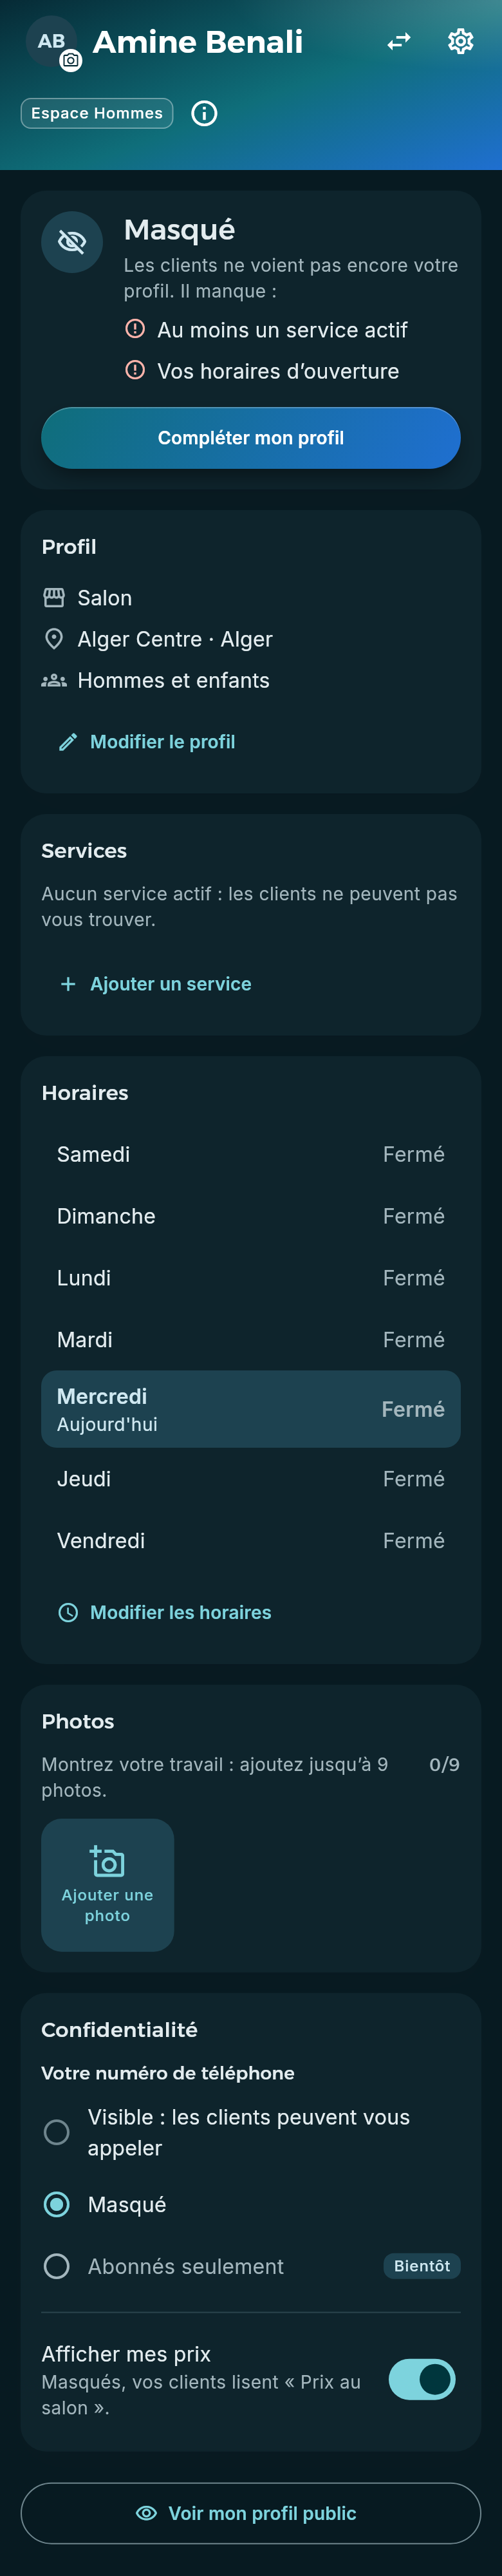 AB
Amine Benali
Espace Hommes
Masqué
Les clients ne voient pas encore votre
profil. Il manque :
Au moins un service actif
Vos horaires d’ouverture
Compléter mon profil
Profil
Salon
Alger Centre · Alger
Hommes et enfants
Modifier le profil
Services
Aucun service actif : les clients ne peuvent pas
vous trouver.
Ajouter un service
Horaires
Samedi Fermé
Dimanche Fermé
Lundi Fermé
Mardi Fermé
Mercredi
Aujourd'hui
Fermé
Jeudi Fermé
Vendredi Fermé
Modifier les horaires
Photos
Montrez votre travail : ajoutez jusqu’à 9
photos.
0/9
Ajouter une
photo
Confidentialité
Votre numéro de téléphone
Visible : les clients peuvent vous
appeler
Masqué
Abonnés seulement Bientôt
Afficher mes prix
Masqués, vos clients lisent « Prix au
salon ».
Voir mon profil public